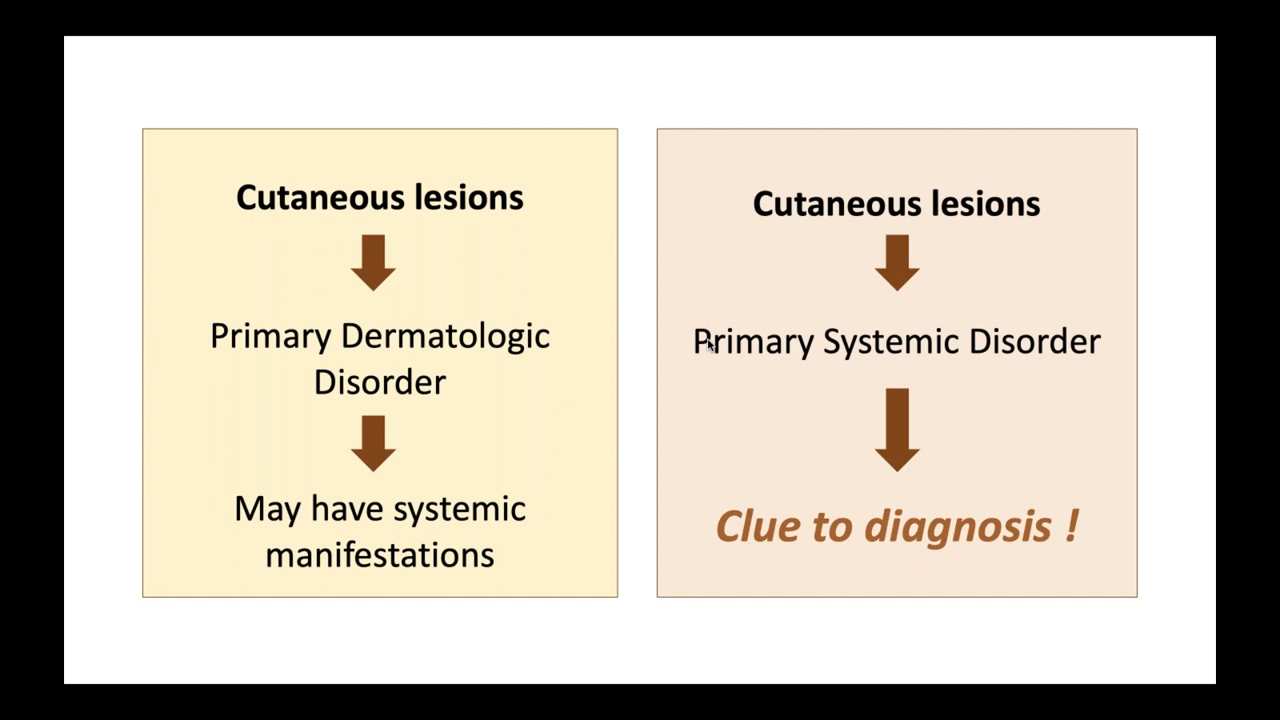 Cutaneous lesions
Primary Dermatologic
Disorder
May have systemic
manifestations
Cutaneous lesions
Primary Systemic Disorder
Clue to diagnosis !